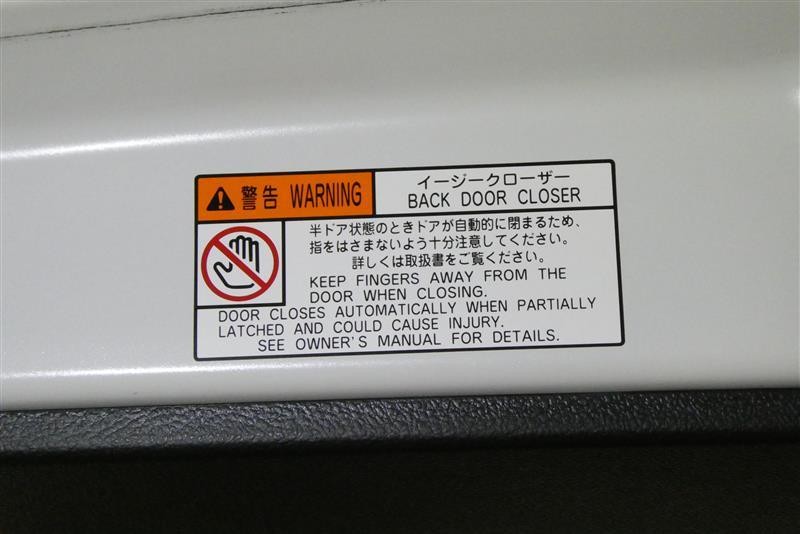 警告 WARNING
イージークローザー
BACK DOOR CLOSER
半ドア状態のときドアが自動的に閉まるため、
指をはさまないよう十分注意してください。
詳しくは取扱書をご覧ください。
KEEP FINGERS AWAY FROM THE
DOOR WHEN CLOSING.
DOOR CLOSES AUTOMATICALLY WHEN PARTIALLY
LATCHED AND COULD CAUSE INJURY.
SEE OWNER'S MANUAL FOR DETAILS.